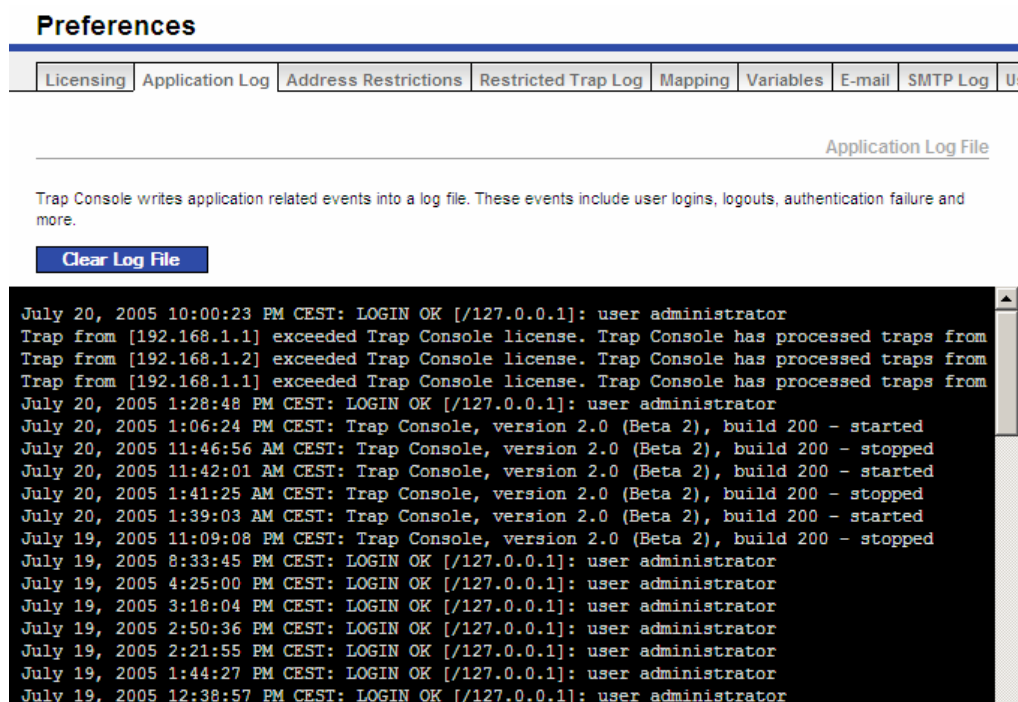 Preferences
Licensing Application Log Address Restrictions Restricted Trap Log Mapping Variables E-mail SMTP Log
Application Log File
Trap Console writes application related events into a log file. These events include user logins, logouts, authentication failure and
more.
Clear Log File
July 20, 2005 10:00:23 PM CEST: LOGIN OK [/127.0.0.1]: user administrator
Trap from [192.168.1.1] exceeded Trap Console license. Trap Console has processed traps from
Trap from [192.168.1.2] exceeded Trap Console license. Trap Console has processed traps from
Trap from [192.168.1.1] exceeded Trap Console license. Trap Console has processed traps from
July 20, 2005 1:28:48 PM CEST: LOGIN OK [/127.0.0.1]: user administrator
July 20, 2005 1:06:24 PM CEST: Trap Console, version 2.0 (Beta 2), build 200 - started
July 20, 2005 11:46:56 AM CEST: Trap Console, version 2.0 (Beta 2), build 200 - stopped
July 20, 2005 11:42:01 AM CEST: Trap Console, version 2.0 (Beta 2), build 200 - started
July 20, 2005 1:41:25 AM CEST: Trap Console, version 2.0 (Beta 2), build 200 - stopped
July 20, 2005 1:39:03 AM CEST: Trap Console, version 2.0 (Beta 2), build 200 - started
July 19, 2005 11:09:08 PM CEST: Trap Console, version 2.0 (Beta 2), build 200 - stopped
July 19, 2005 8:33:45 PM CEST: LOGIN OK [/127.0.0.1]: user administrator
July 19, 2005 4:25:00 PM CEST: LOGIN OK [/127.0.0.1]: user administrator
July 19, 2005 3:18:04 PM CEST: LOGIN OK [/127.0.0.1]: user administrator
July 19, 2005 2:50:36 PM CEST: LOGIN OK [/127.0.0.1]: user administrator
July 19, 2005 2:21:55 PM CEST: LOGIN OK [/127.0.0.1]: user administrator
July 19, 2005 1:44:27 PM CEST: LOGIN OK [/127.0.0.1]: user administrator
July 19, 2005 12:38:57 PM CEST: LOGIN OK [/127.0.0.1]: user administrator